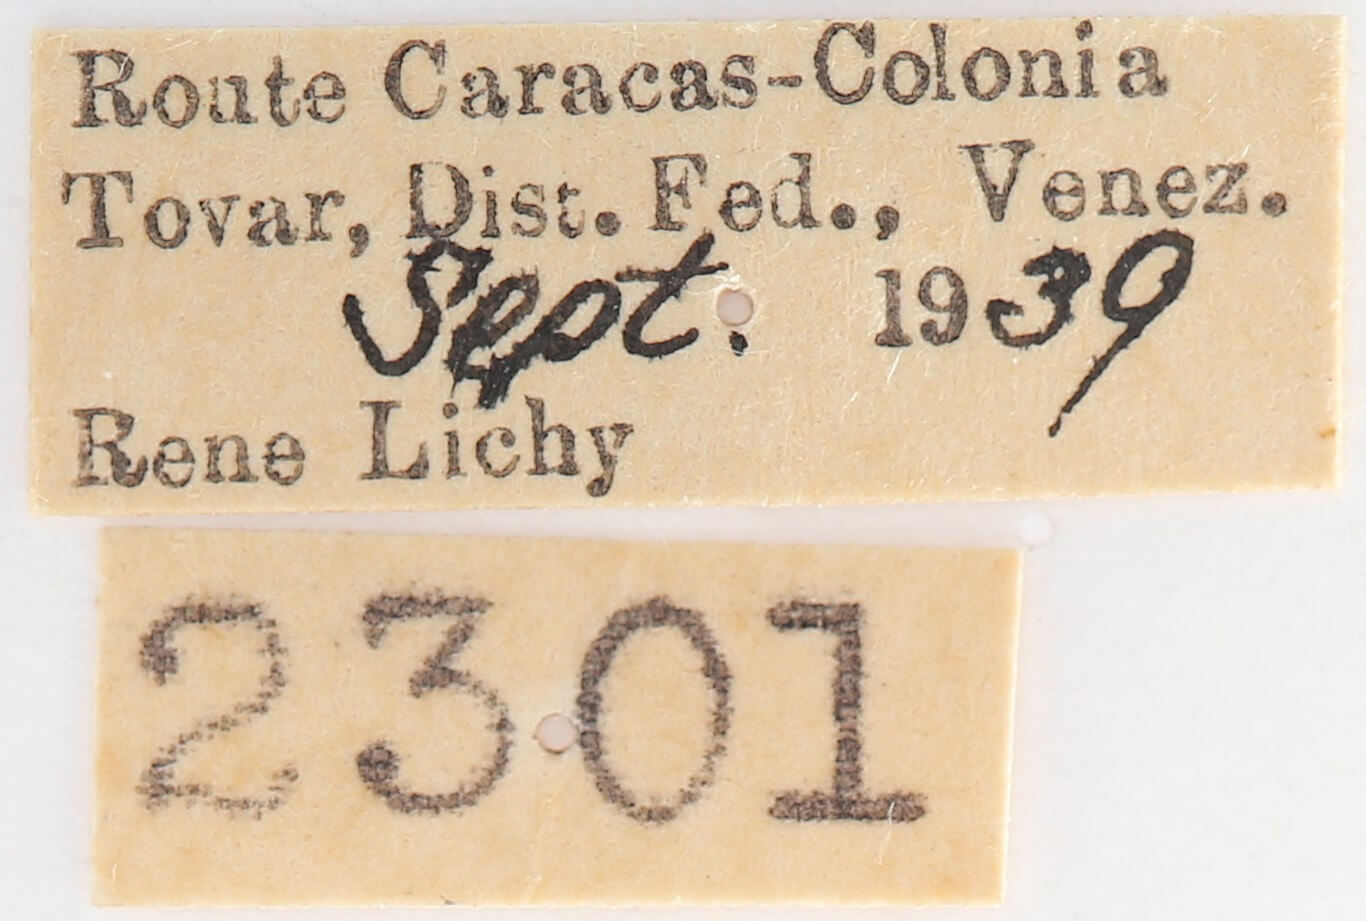 Route Caracas-Colonia
Tovar, Dist. Fed., Venez.
Sept. 1939
Rene Lichy
2301